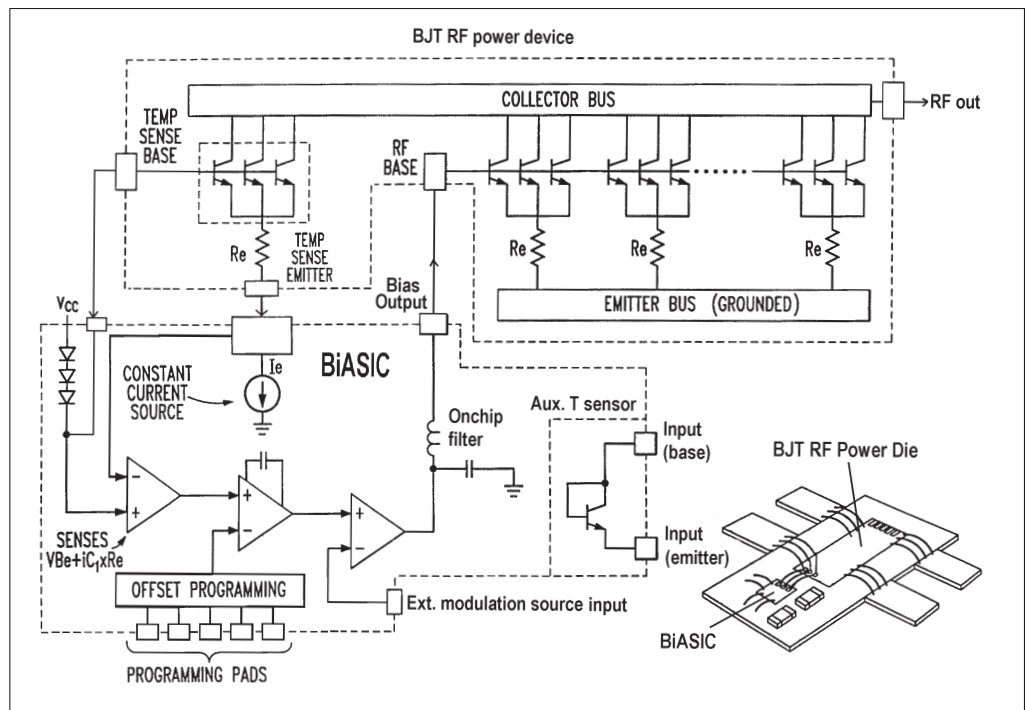 BJT RF power device
COLLECTOR BUS
RF out
TEMP
SENSE
BASE
RF
BASE
Re
TEMP
SENSE
EMITTER
Re
Re
Re
Bias
Output
EMITTER BUS (GROUNDED)
Vcc
BiASIC
Ie
CONSTANT
CURRENT
SOURCE
Onchip
filter
Aux. T sensor
Input
(base)
Input
(emitter)
BJT RF Power Die
-
+
+
-
+
-
SENSES
VBe+iC₁xRe
OFFSET PROGRAMMING
Ext. modulation source input
PROGRAMMING PADS
BiASIC